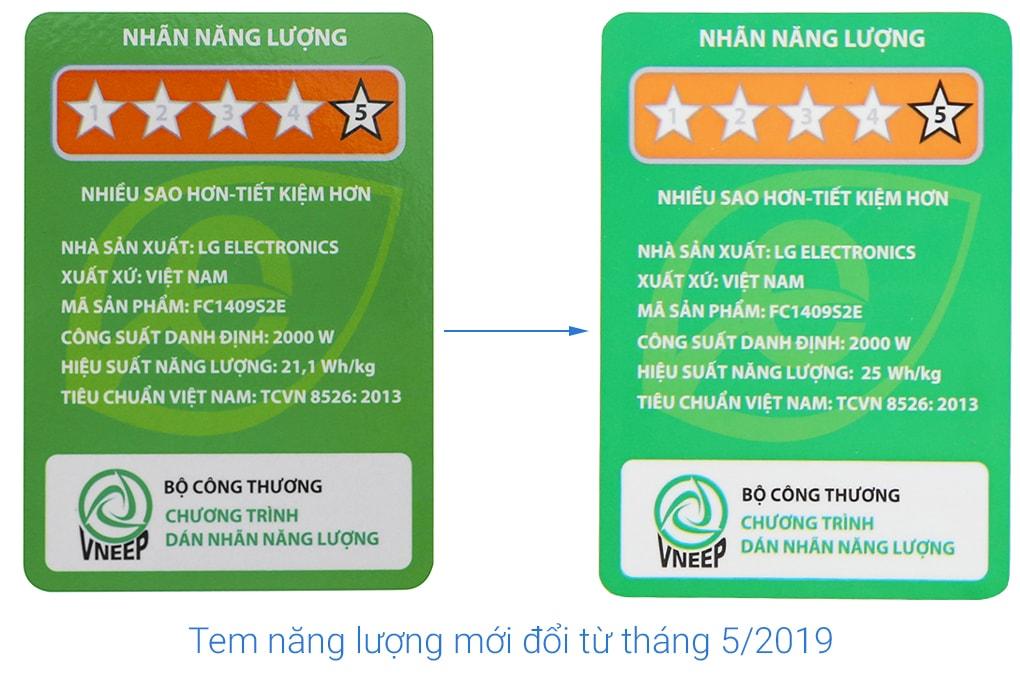 NHÃN NĂNG LƯỢNG
1 2 3 4 5
NHIỀU SAO HƠN-TIẾT KIỆM HƠN
NHÀ SẢN XUẤT: LG ELECTRONICS
XUẤT XỨ: VIỆT NAM
MÃ SẢN PHẨM: FC1409S2E
CÔNG SUẤT DANH ĐỊNH: 2000 W
HIỆU SUẤT NĂNG LƯỢNG: 21,1 Wh/kg
TIÊU CHUẨN VIỆT NAM: TCVN 8526: 2013
VNEEP
BỘ CÔNG THƯƠNG
CHƯƠNG TRÌNH
DÁN NHÃN NĂNG LƯỢNG
NHÃN NĂNG LƯỢNG
1 2 3 4 5
NHIỀU SAO HƠN-TIẾT KIỆM HƠN
NHÀ SẢN XUẤT: LG ELECTRONICS
XUẤT XỨ: VIỆT NAM
MÃ SẢN PHẨM: FC1409S2E
CÔNG SUẤT DANH ĐỊNH: 2000 W
HIỆU SUẤT NĂNG LƯỢNG: 25 Wh/kg
TIÊU CHUẨN VIỆT NAM: TCVN 8526: 2013
VNEEP
BỘ CÔNG THƯƠNG
CHƯƠNG TRÌNH
DÁN NHÃN NĂNG LƯỢNG
Tem năng lượng mới đổi từ tháng 5/2019